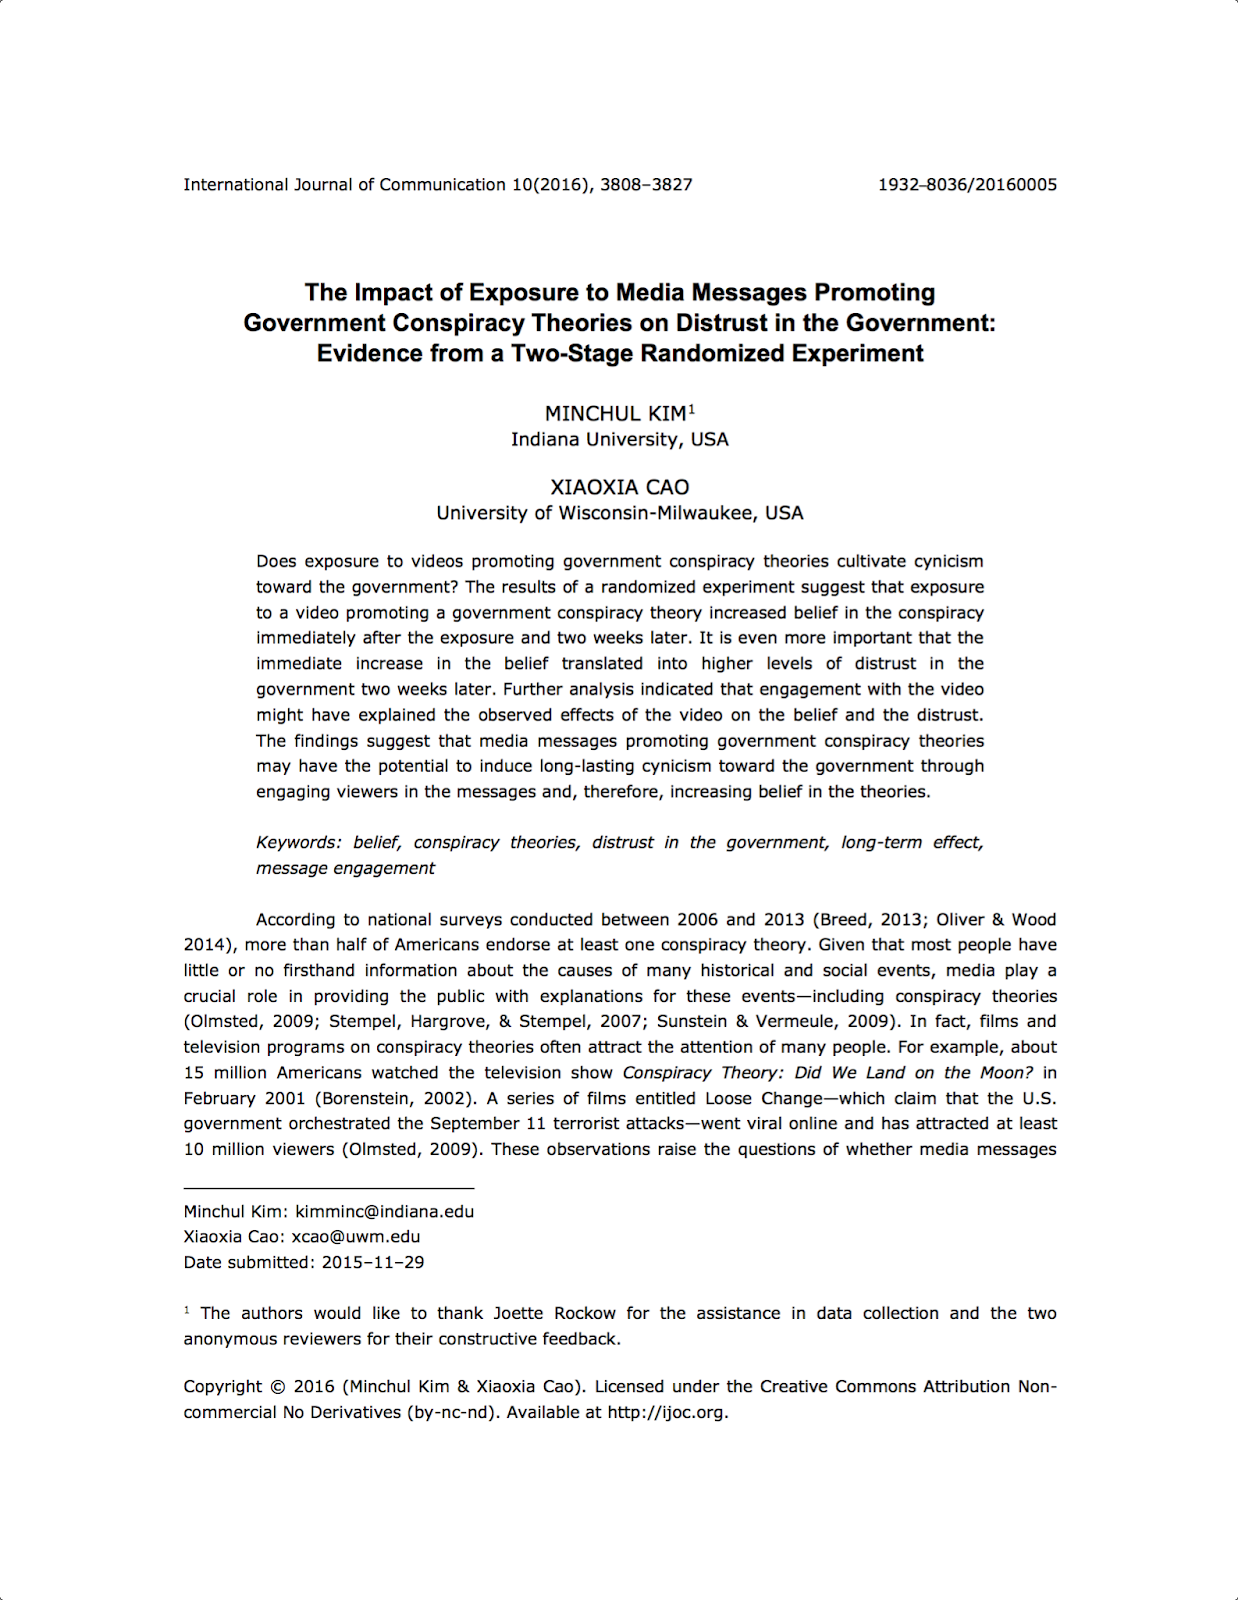 International Journal of Communication 10(2016), 3808–3827 1932–8036/20160005
The Impact of Exposure to Media Messages Promoting
Government Conspiracy Theories on Distrust in the Government:
Evidence from a Two-Stage Randomized Experiment
MINCHUL KIM¹
Indiana University, USA
XIAOXIA CAO
University of Wisconsin-Milwaukee, USA
Does exposure to videos promoting government conspiracy theories cultivate cynicism
toward the government? The results of a randomized experiment suggest that exposure
to a video promoting a government conspiracy theory increased belief in the conspiracy
immediately after the exposure and two weeks later. It is even more important that the
immediate increase in the belief translated into higher levels of distrust in the
government two weeks later. Further analysis indicated that engagement with the video
might have explained the observed effects of the video on the belief and the distrust.
The findings suggest that media messages promoting government conspiracy theories
may have the potential to induce long-lasting cynicism toward the government through
engaging viewers in the messages and, therefore, increasing belief in the theories.
Keywords: belief, conspiracy theories, distrust in the government, long-term effect,
message engagement
According to national surveys conducted between 2006 and 2013 (Breed, 2013; Oliver & Wood
2014), more than half of Americans endorse at least one conspiracy theory. Given that most people have
little or no firsthand information about the causes of many historical and social events, media play a
crucial role in providing the public with explanations for these events—including conspiracy theories
(Olmsted, 2009; Stempel, Hargrove, & Stempel, 2007; Sunstein & Vermeule, 2009). In fact, films and
television programs on conspiracy theories often attract the attention of many people. For example, about
15 million Americans watched the television show Conspiracy Theory: Did We Land on the Moon? in
February 2001 (Borenstein, 2002). A series of films entitled Loose Change—which claim that the U.S.
government orchestrated the September 11 terrorist attacks—went viral online and has attracted at least
10 million viewers (Olmsted, 2009). These observations raise the questions of whether media messages
Minchul Kim: kimminc@indiana.edu
Xiaoxia Cao: xcao@uwm.edu
Date submitted: 2015–11–29
¹ The authors would like to thank Joette Rockow for the assistance in data collection and the two
anonymous reviewers for their constructive feedback.
Copyright © 2016 (Minchul Kim & Xiaoxia Cao). Licensed under the Creative Commons Attribution Non-
commercial No Derivatives (by-nc-nd). Available at http://ijoc.org.